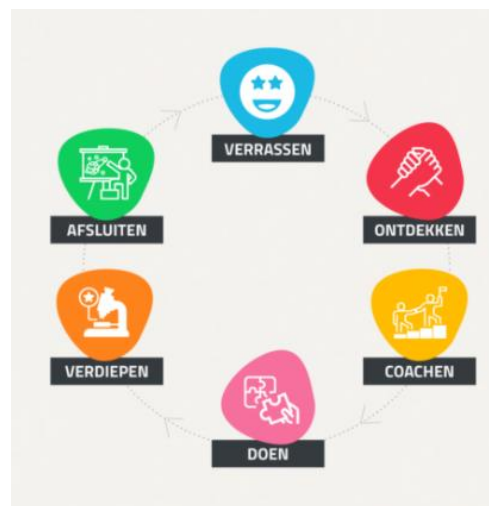 VERRASSEN
ONTDEKKEN
COACHEN
DOEN
VERDIEPEN
AFSLUITEN